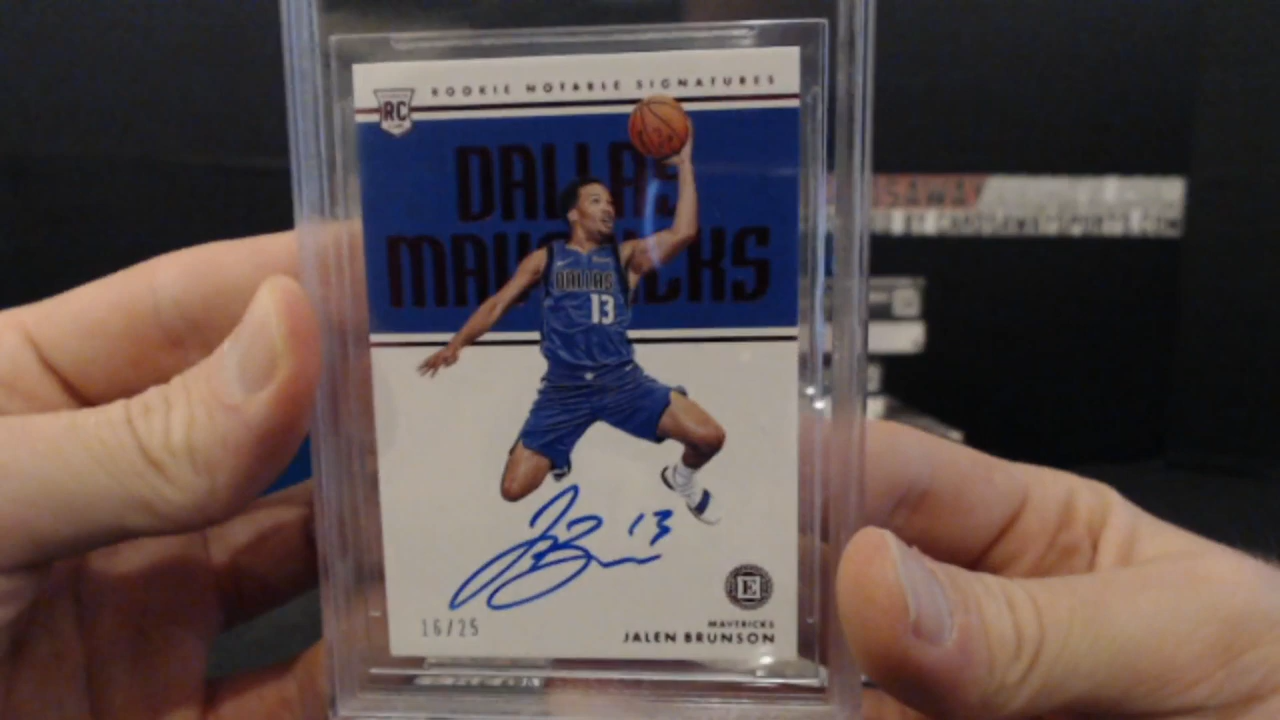 ROOKIE NOTABLE SIGNATURES
RC
DALLAS
MAVERICKS
DALLAS
13
13
E
16/25
MAVERICKS
JALEN BRUNSON